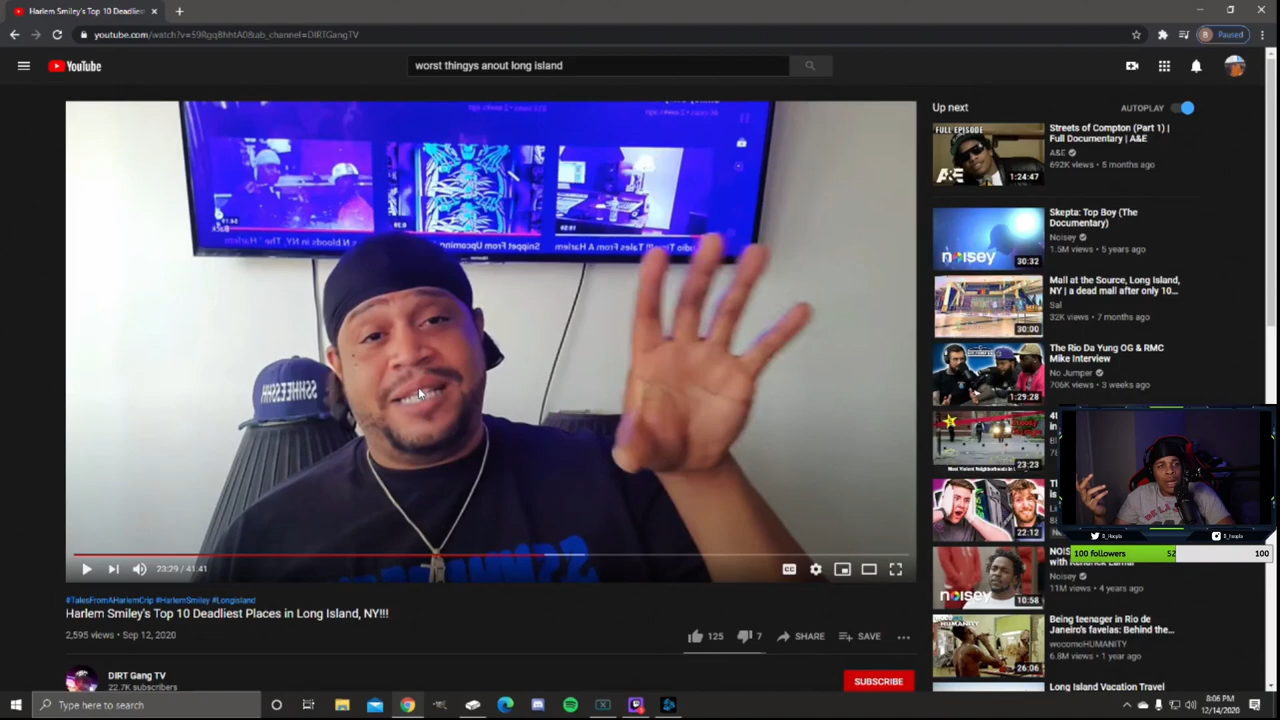 Harlem Smiley's Top 10 Deadlies
youtube.com/watch?v=59RgqBhhtA0&ab_channel=DIRTGangTV
Paused
YouTube
worst thingys anout long island
SSHHEESSHH
23:29 / 41:41
CC
#TalesFromAHarlemCrip #HarlemSmiley #LongIsland
Harlem Smiley's Top 10 Deadliest Places in Long Island, NY!!!
2,595 views • Sep 12, 2020
125
7
SHARE
SAVE
DIRT Gang TV
22.7K subscribers
SUBSCRIBE
Up next
AUTOPLAY
FULL EPISODE
A&E
1:24:47
Streets of Compton (Part 1) |
Full Documentary | A&E
A&E
692K views • 5 months ago
noisey
30:32
Skepta: Top Boy (The
Documentary)
Noisey
1.5M views • 5 years ago
30:00
Mall at the Source, Long Island,
NY | a dead mall after only 10...
Sal
32K views • 7 months ago
1:29:28
The Rio Da Yung OG & RMC
Mike Interview
No Jumper
706K views • 3 weeks ago
23:23
22:12
noisey
10:58
Noisey
11M views • 4 years ago
26:06
Being teenager in Rio de
Janeiro's favelas: Behind the...
wocomoHUMANITY
6.8M views • 1 year ago
Long Island Vacation Travel
B_Hoopla
B_hoopla
100 followers
52
100
Type here to search
8:06 PM
12/14/2020